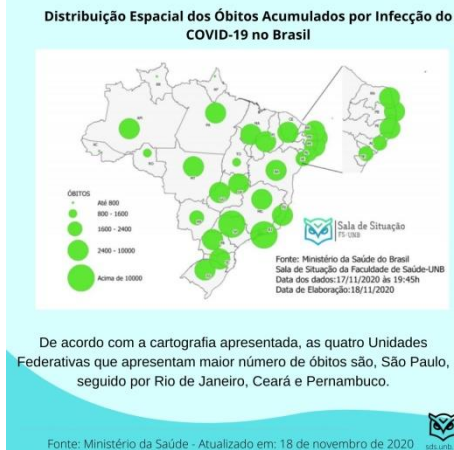 Distribuição Espacial dos Óbitos Acumulados por Infecção do
COVID-19 no Brasil
ÓBITOS
Até 800
800 - 1600
1600 - 2400
2400 - 10000
Acima de 10000
Sala de Situação
FS-UNB
Fonte: Ministério da Saúde do Brasil
Sala de Situação da Faculdade de Saúde-UNB
Data dos dados:17/11/2020 às 19:45h
Data de Elaboração:18/11/2020
De acordo com a cartografia apresentada, as quatro Unidades
Federativas que apresentam maior número de óbitos são, São Paulo,
seguido por Rio de Janeiro, Ceará e Pernambuco.
Fonte: Ministério da Saúde - Atualizado em: 18 de novembro de 2020
sds.unb